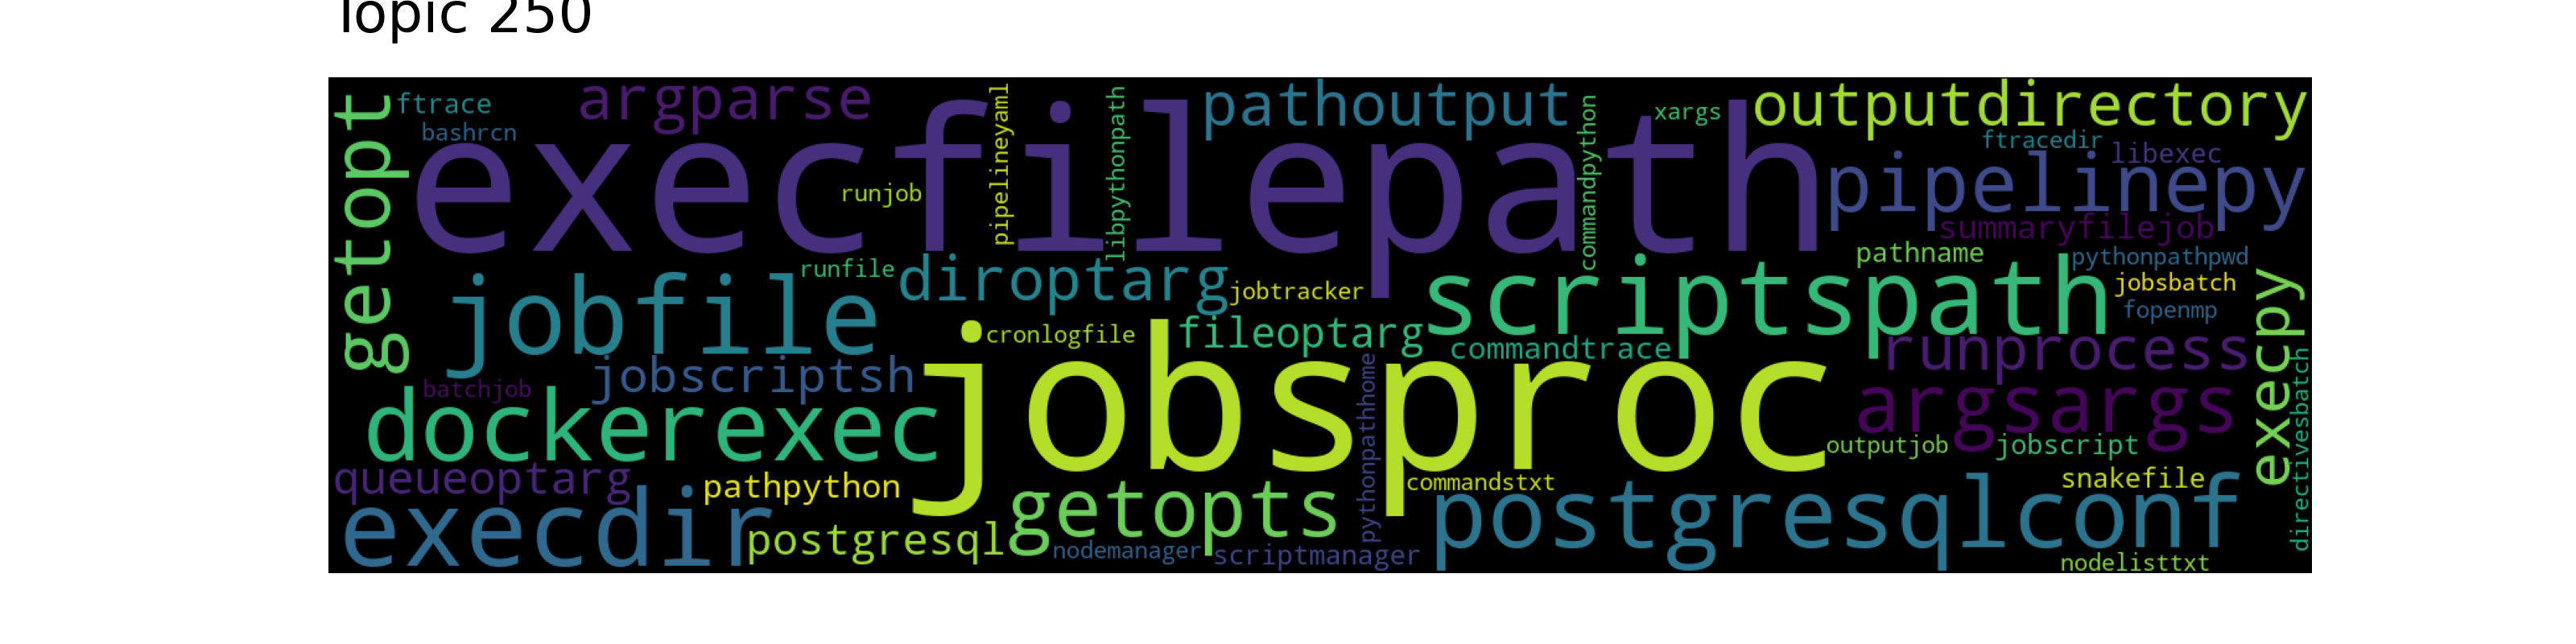 Topic 250
getopt
ftrace
argparse
pipelineyaml
libpythonpath
pathoutput
commandpython
xargs
outputdirectory
bashrcn
execfilepath
ftracedir
libexec
runjob
pipelinepy
summaryfilejob
runfile
diroptarg
jobtracker
pathname
pythonpathpwd
jobfile
scriptspath
jobsbatch
fopenmp
cronlogfile
fileoptarg
commandtrace
runprocess
execpy
directivesbatch
batchjob
jobscriptsh
jobsproc
pythonpathhome
argsargs
dockerexec
outputjob
jobscript
queueoptarg
pathpython
commandstxt
snakefile
execdir
postgresql
getopts
postgresqlconf
nodemanager
scriptmanager
nodelisttxt